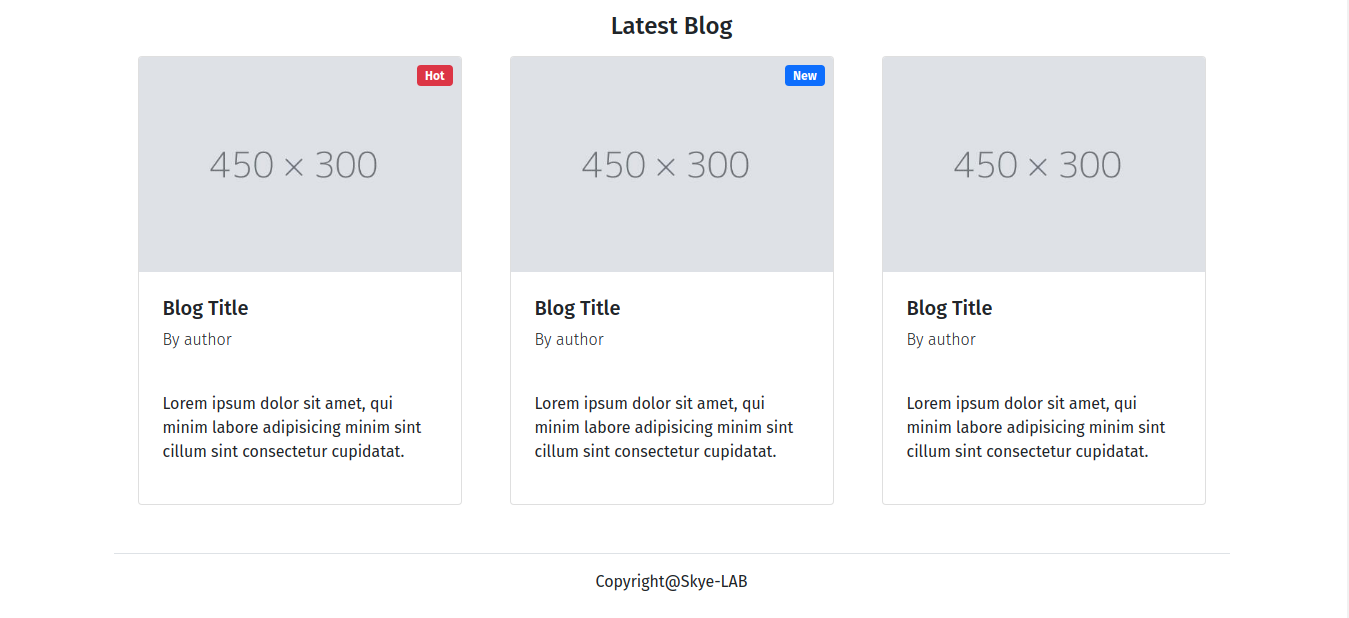 Latest Blog
Hot
450 × 300
Blog Title
By author
Lorem ipsum dolor sit amet, qui
minim labore adipisicing minim sint
cillum sint consectetur cupidatat.
New
450 × 300
Blog Title
By author
Lorem ipsum dolor sit amet, qui
minim labore adipisicing minim sint
cillum sint consectetur cupidatat.
450 × 300
Blog Title
By author
Lorem ipsum dolor sit amet, qui
minim labore adipisicing minim sint
cillum sint consectetur cupidatat.
Copyright@Skye-LAB